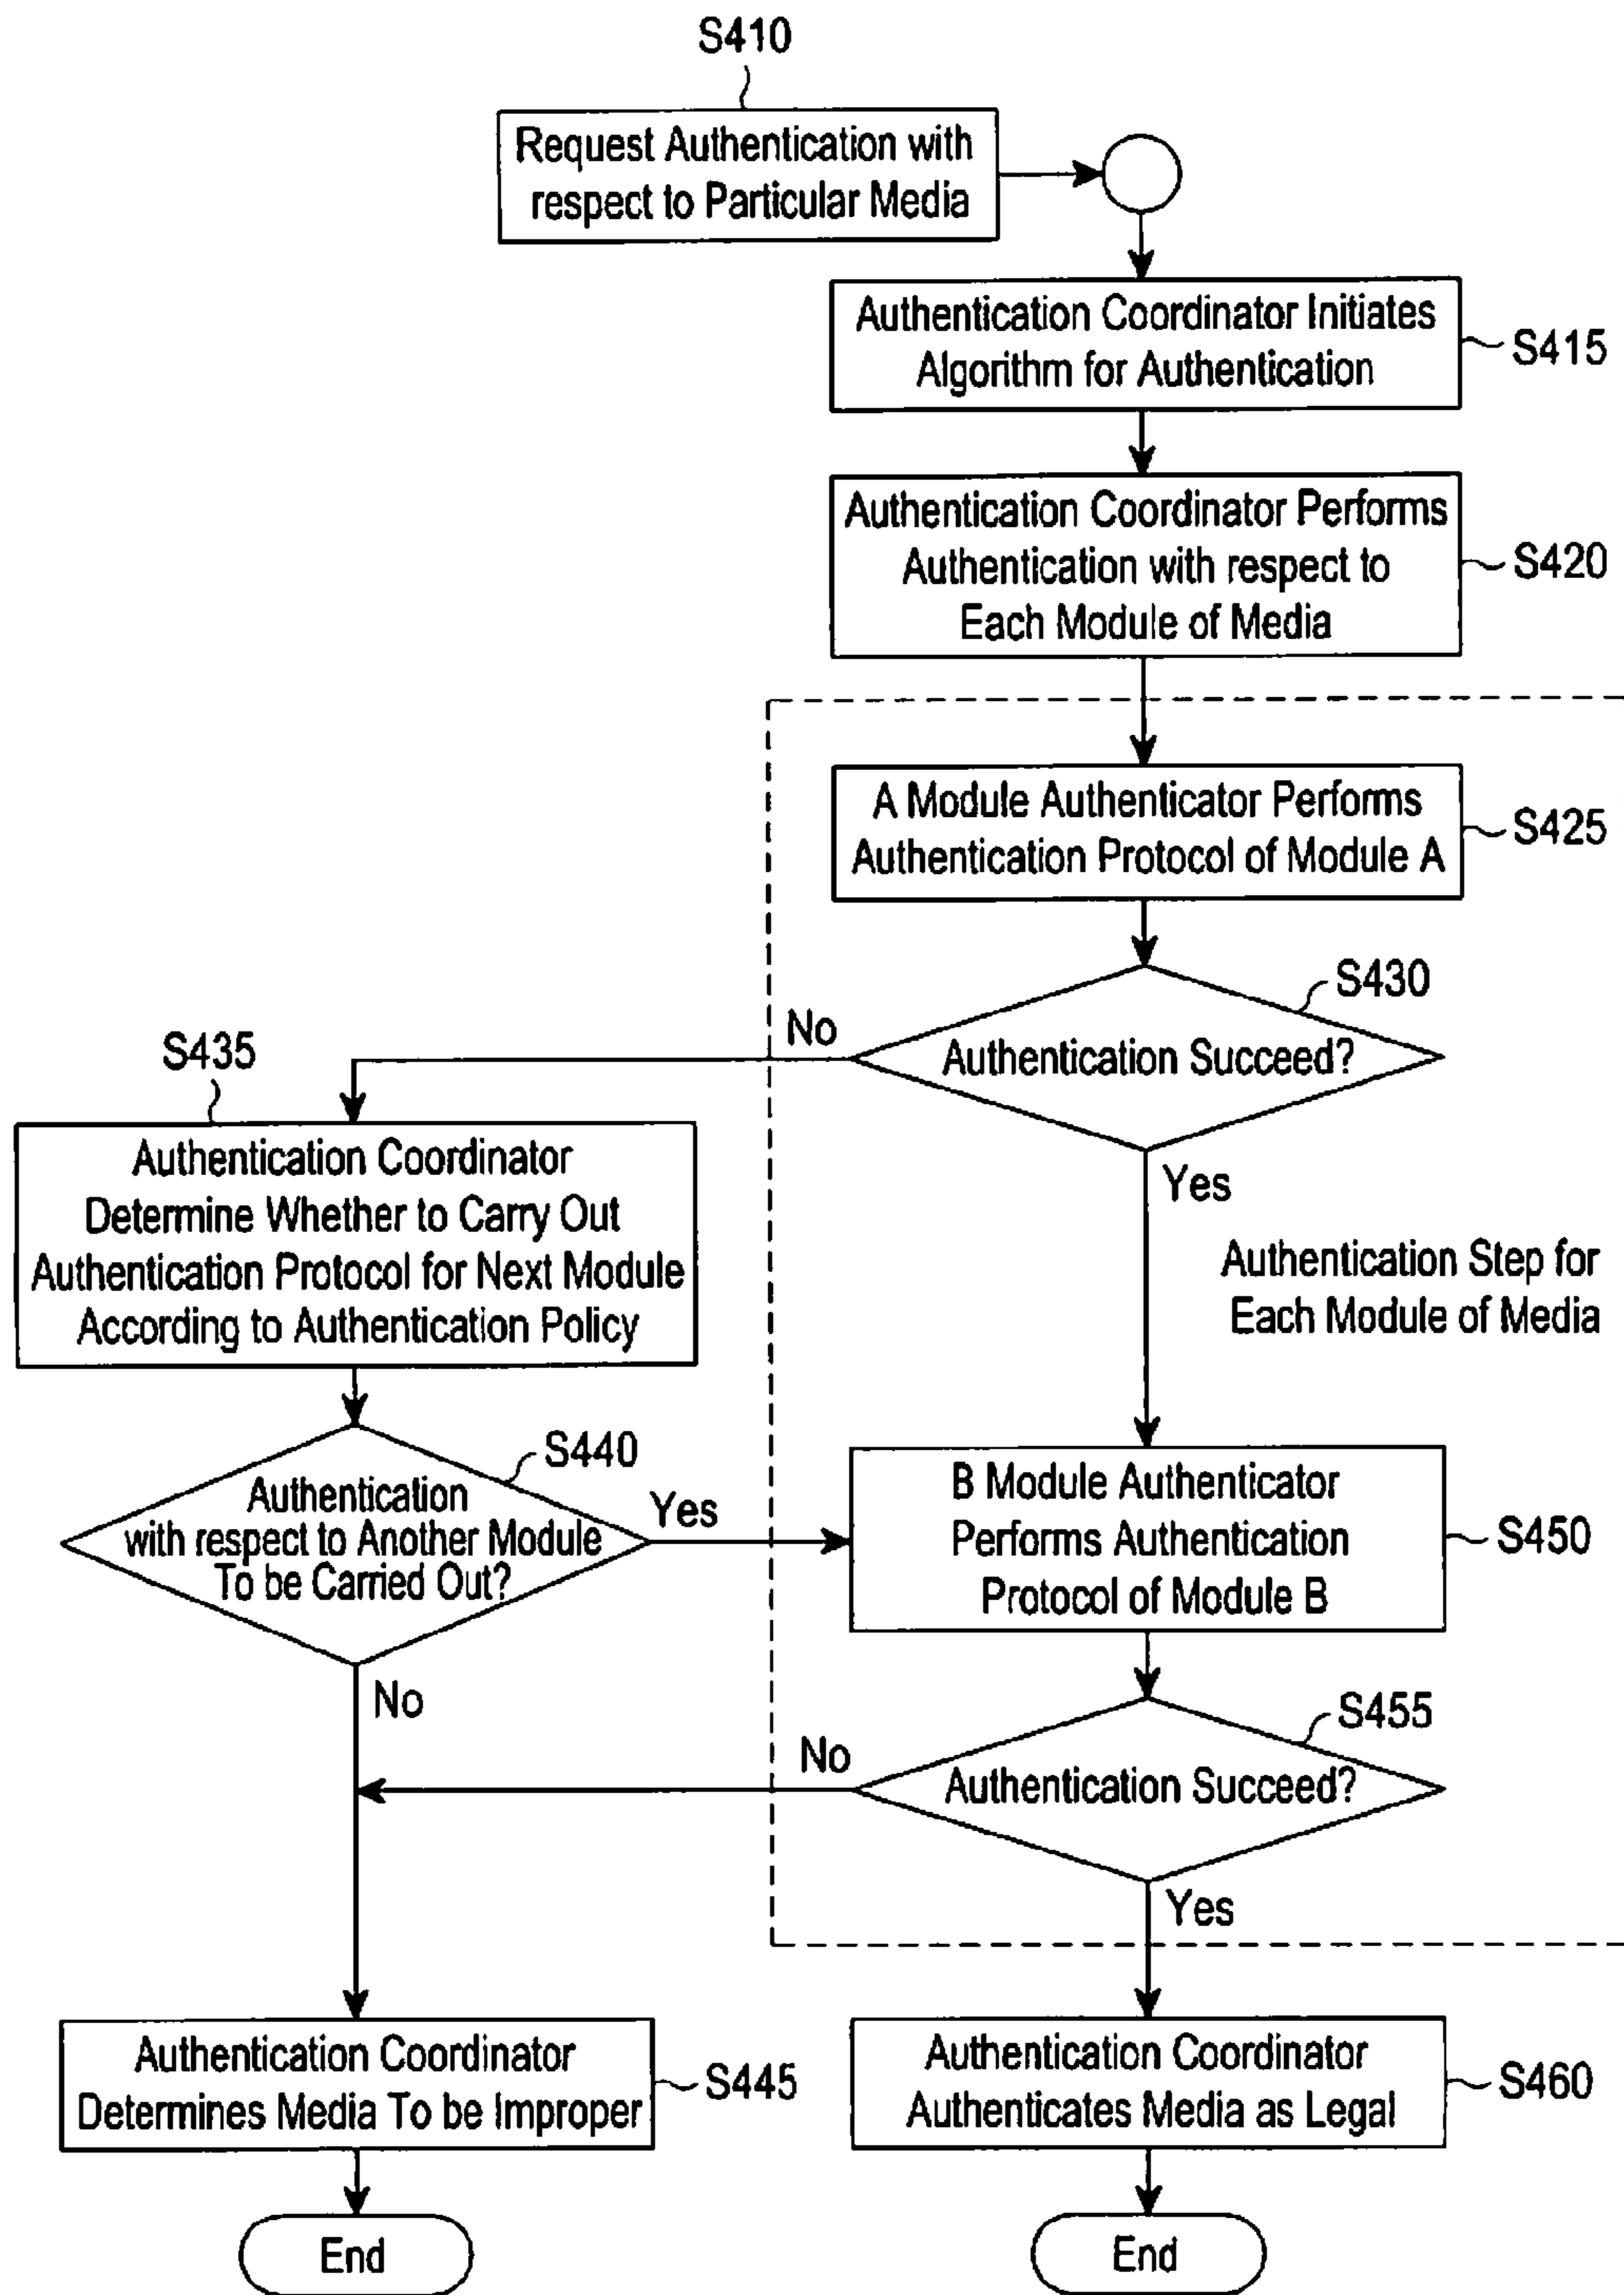 S410
Request Authentication with
respect to Particular Media
Authentication Coordinator Initiates
Algorithm for Authentication
S415
Authentication Coordinator Performs
Authentication with respect to
Each Module of Media
S420
A Module Authenticator Performs
Authentication Protocol of Module A
S425
S430
Authentication Succeed?
No
Yes
S435
Authentication Coordinator
Determine Whether to Carry Out
Authentication Protocol for Next Module
According to Authentication Policy
Authentication Step for
Each Module of Media
S440
Authentication
with respect to Another Module
To be Carried Out?
Yes
No
B Module Authenticator
Performs Authentication
Protocol of Module B
S450
S455
Authentication Succeed?
No
Yes
Authentication Coordinator
Determines Media To be Improper
S445
Authentication Coordinator
Authenticates Media as Legal
S460
End
End